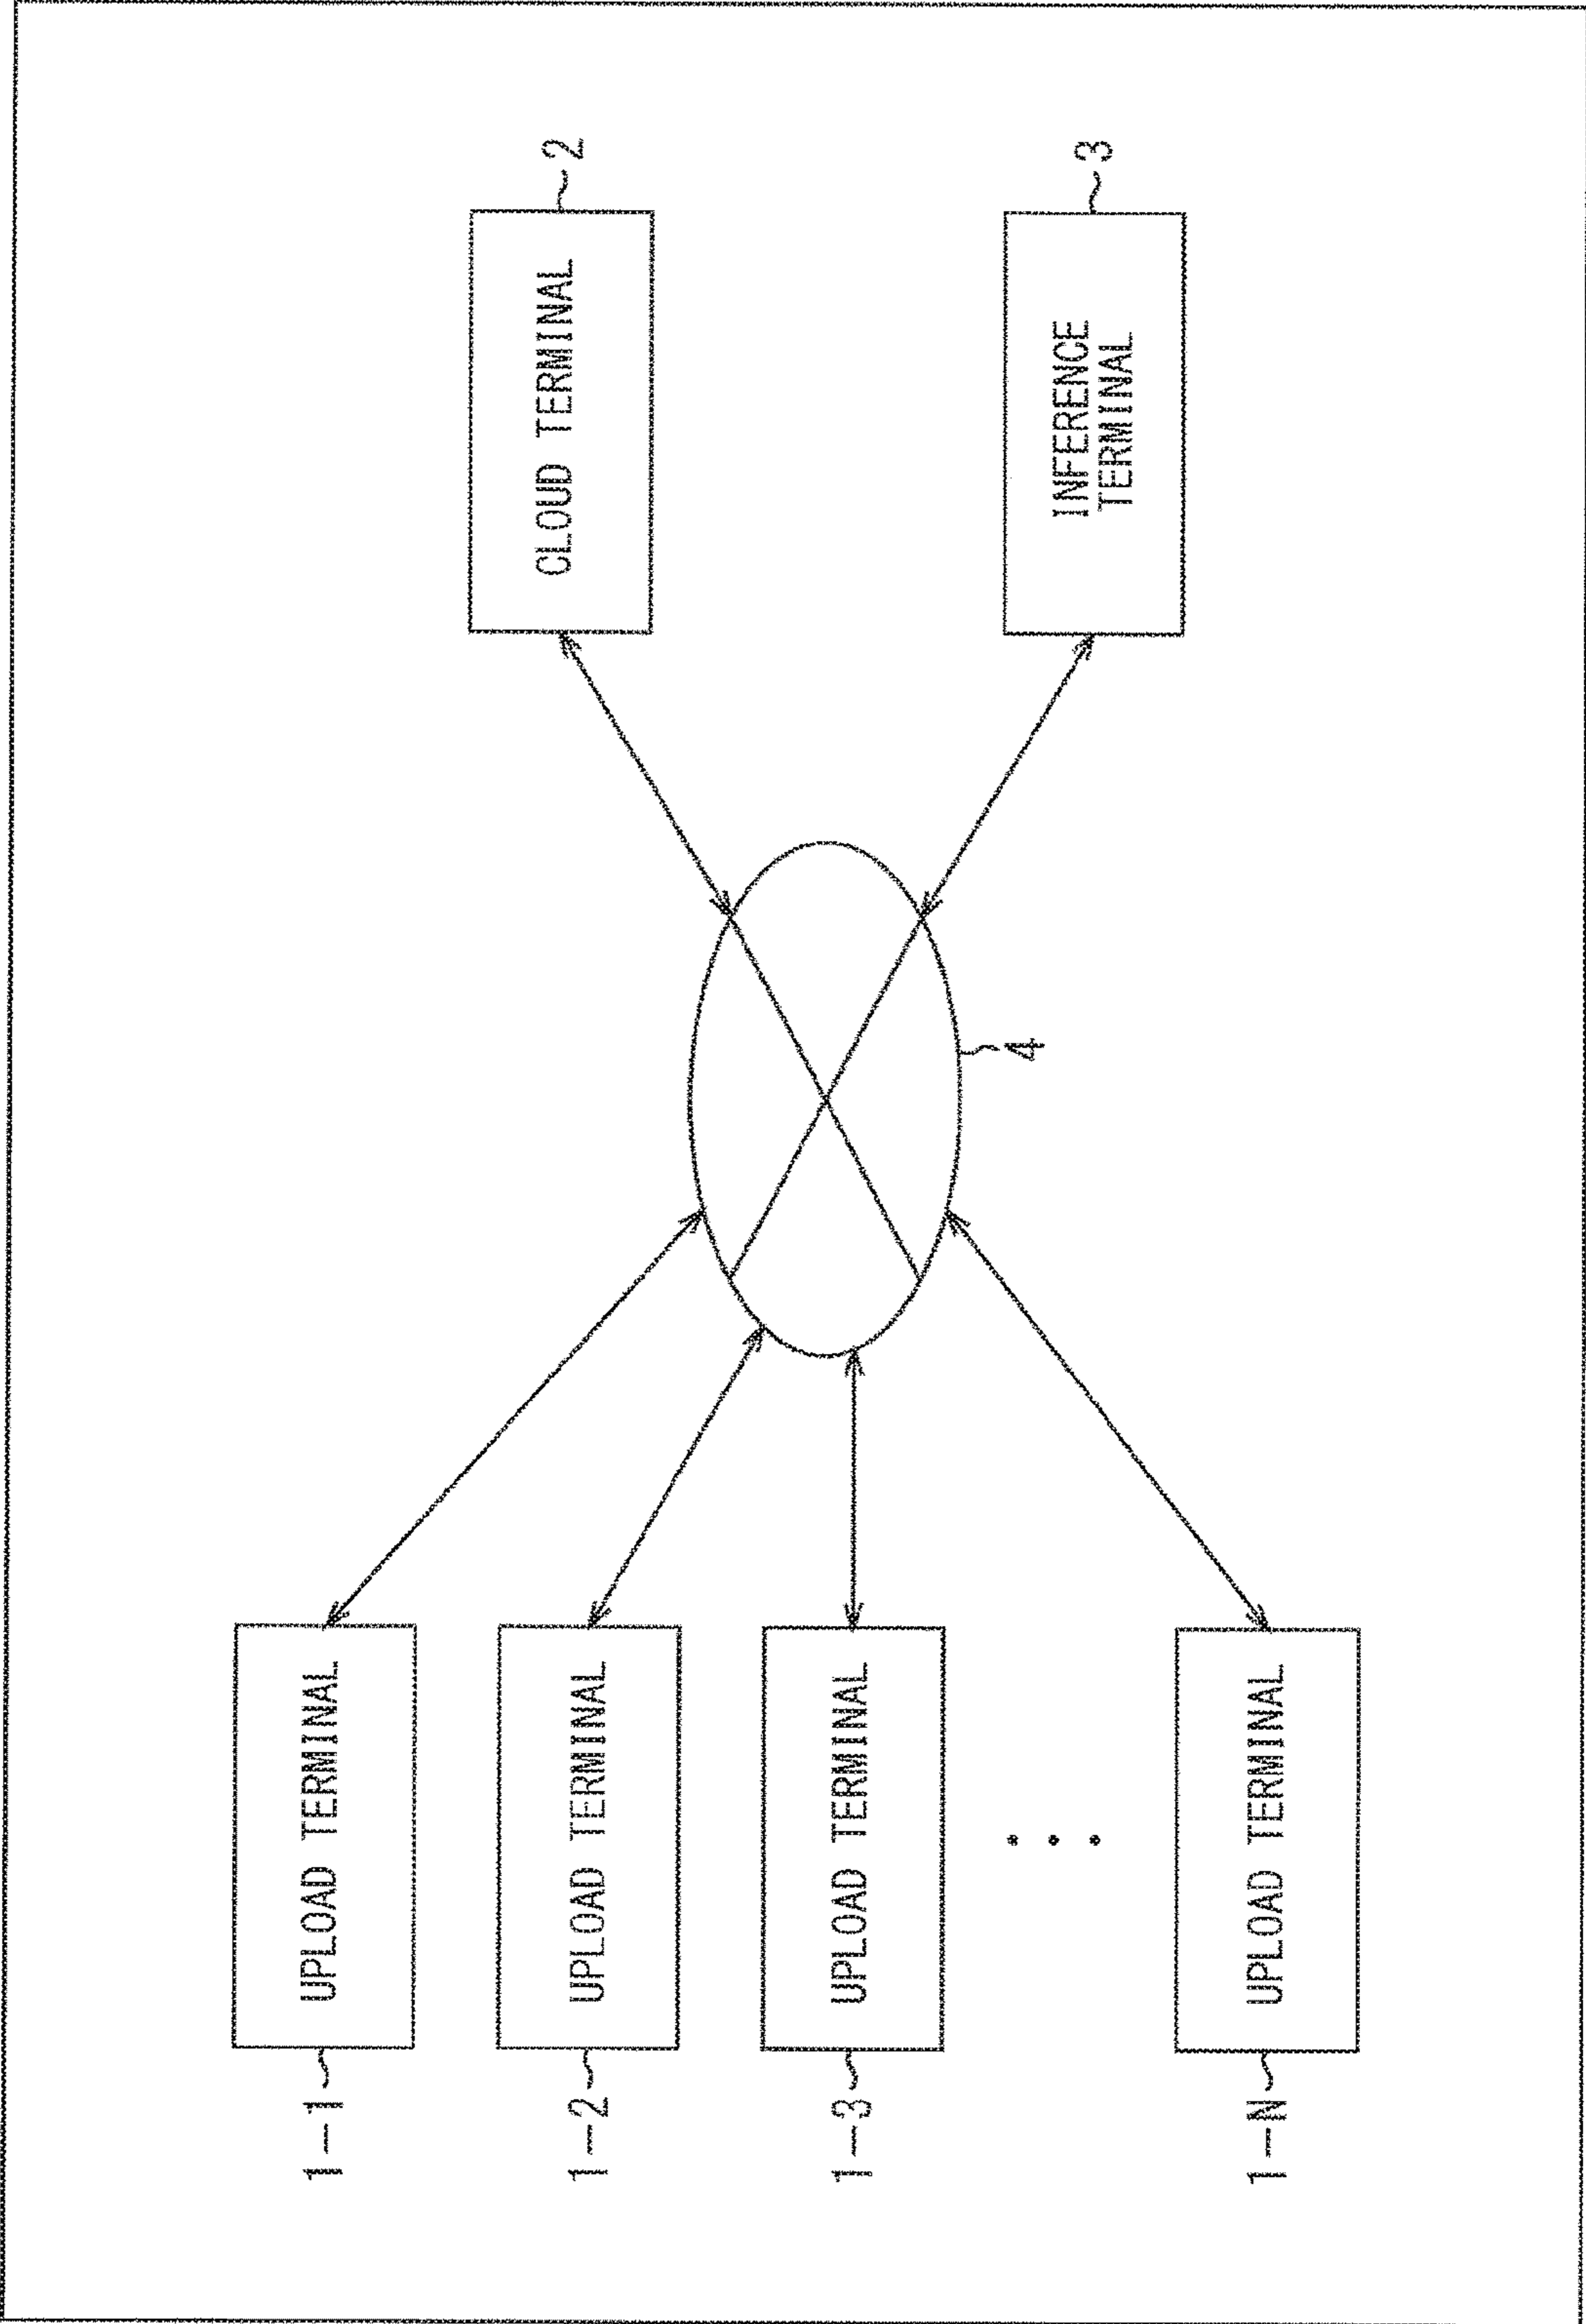 1-1
UPLOAD TERMINAL
1-2
UPLOAD TERMINAL
1-3
UPLOAD TERMINAL
1-N
UPLOAD TERMINAL
4
CLOUD TERMINAL
2
INFERENCE
TERMINAL
3